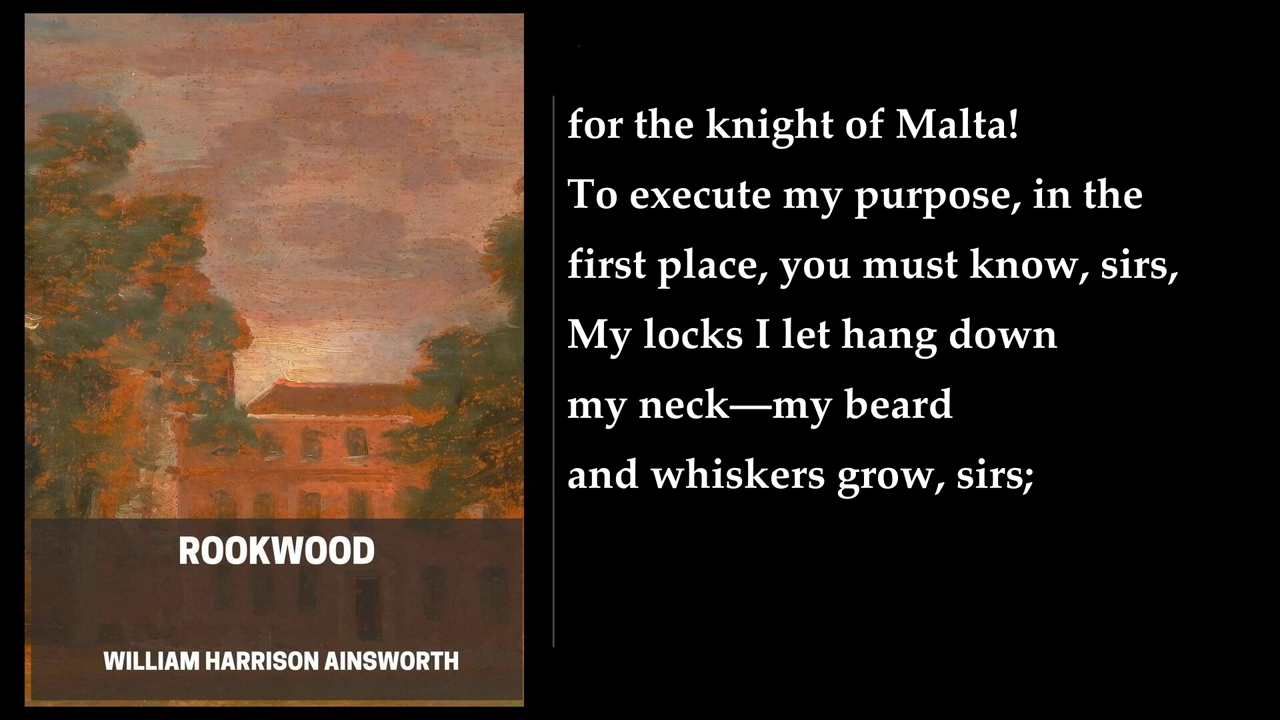 for the knight of Malta!
To execute my purpose, in the
first place, you must know, sirs,
My locks I let hang down
my neck—my beard
and whiskers grow, sirs;
ROOKWOOD
WILLIAM HARRISON AINSWORTH